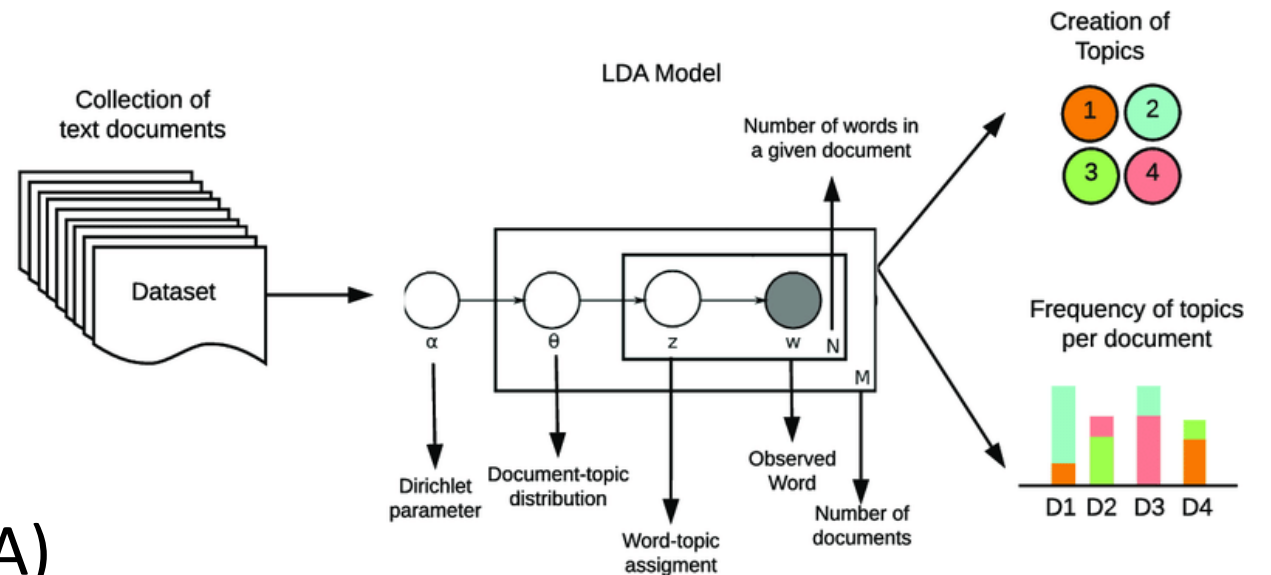 Creation of
Topics
LDA Model
Collection of
text documents
Number of words in
a given document
1
2
3
4
Dataset
α
θ
z
w
N
M
Frequency of topics
per document
Dirichlet
parameter
Document-topic
distribution
Word-topic
assigment
Observed
Word
Number of
documents
D1 D2 D3 D4
A)